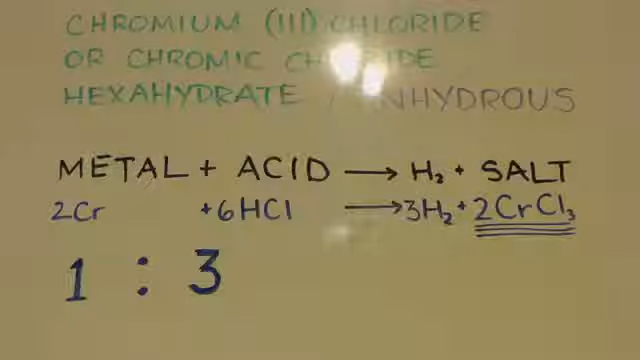 CHROMIUM (III) CHLORIDE
OR CHROMIC CHLORIDE
HEXAHYDRATE / ANHYDROUS
METAL + ACID → H₂ + SALT
2Cr + 6HCl → 3H₂ + 2CrCl₃
1 : 3